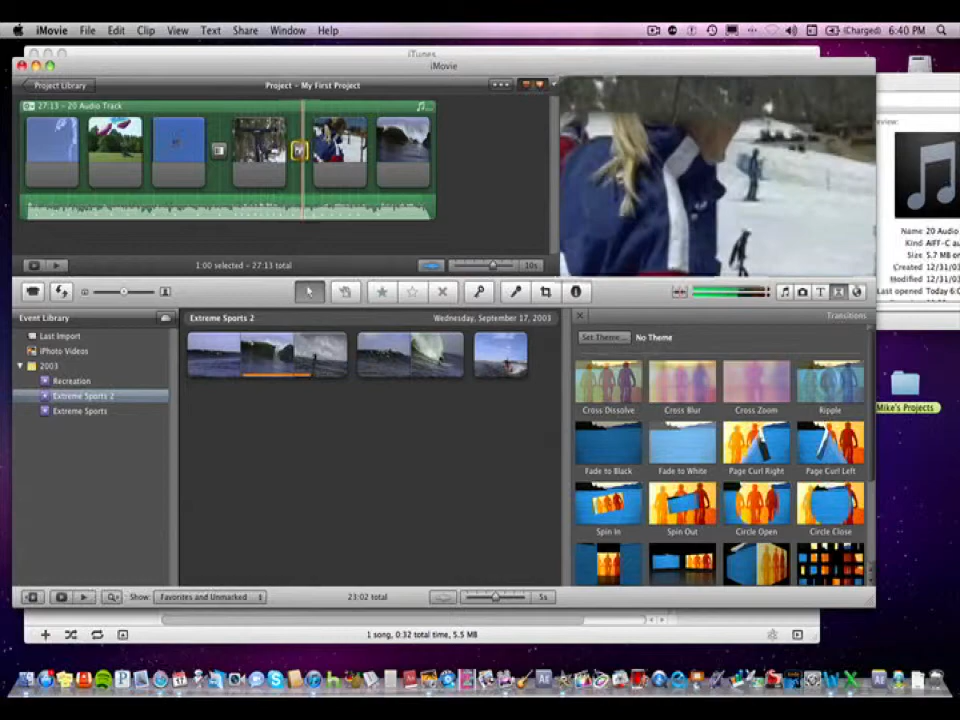 iMovie File Edit Clip View Text Share Window Help
(Charged) 6:40 PM
iTunes
iMovie
Project Library
Project - My First Project
27:13 - 20 Audio Track
1:00 selected - 27:13 total
10s
Event Library
Extreme Sports 2
Wednesday, September 17, 2003
Transitions
Last Import
iPhoto Videos
2003
Recreation
Extreme Sports 2
Extreme Sports
Set Theme...
No Theme
Cross Dissolve
Cross Blur
Cross Zoom
Ripple
Fade to Black
Fade to White
Page Curl Right
Page Curl Left
Spin In
Spin Out
Circle Open
Circle Close
Show: Favorites and Unmarked
23:02 total
5s
1 song, 0:32 total time, 5.5 MB
eview:
Name 20 Audio
Kind AIFF-C au
Size 5.7 MB o
Created 12/31/03
Modified 12/31/03
Last opened Today 6:
Mike's Projects